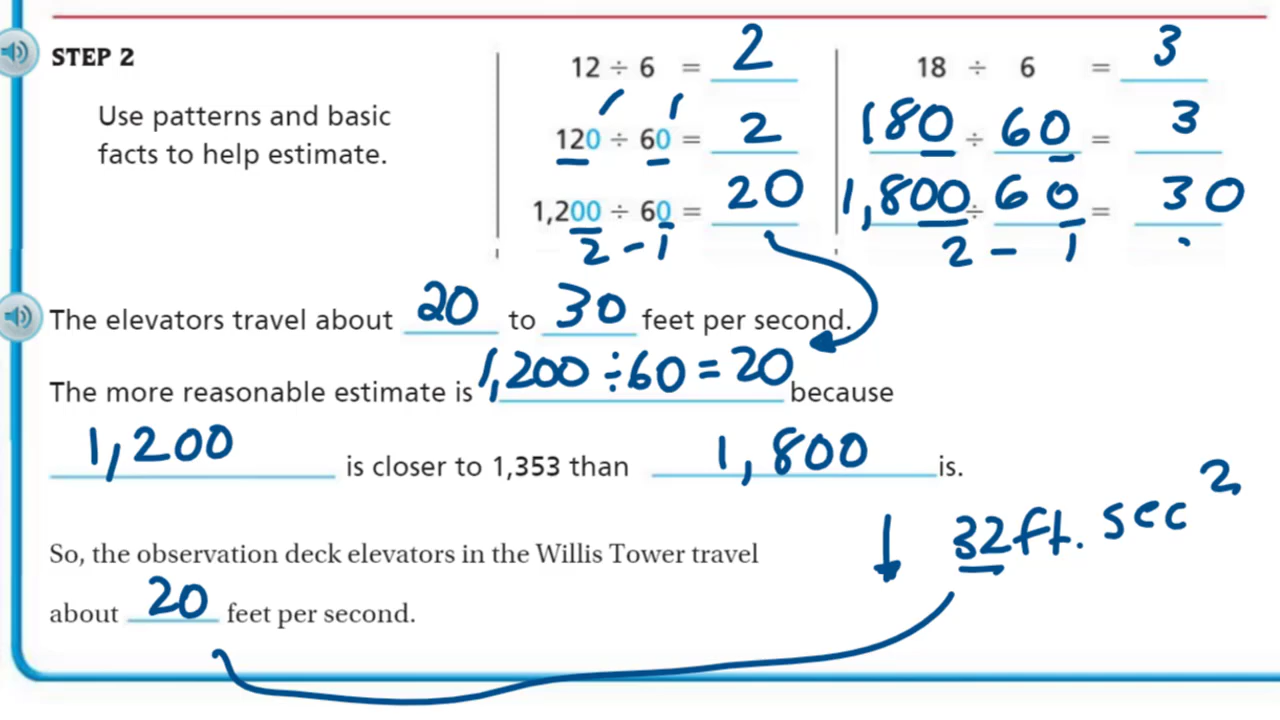 STEP 2
Use patterns and basic
facts to help estimate.
12 ÷ 6 = 2
120 ÷ 60 = 2
1,200 ÷ 60 = 20
2 - 1
18 ÷ 6 = 3
180 ÷ 60 = 3
1,800 ÷ 60 = 30
2 - 1
The elevators travel about 20 to 30 feet per second.
The more reasonable estimate is 1,200 ÷ 60 = 20 because
1,200 is closer to 1,353 than 1,800 is.
32 ft. sec 2
So, the observation deck elevators in the Willis Tower travel
about 20 feet per second.